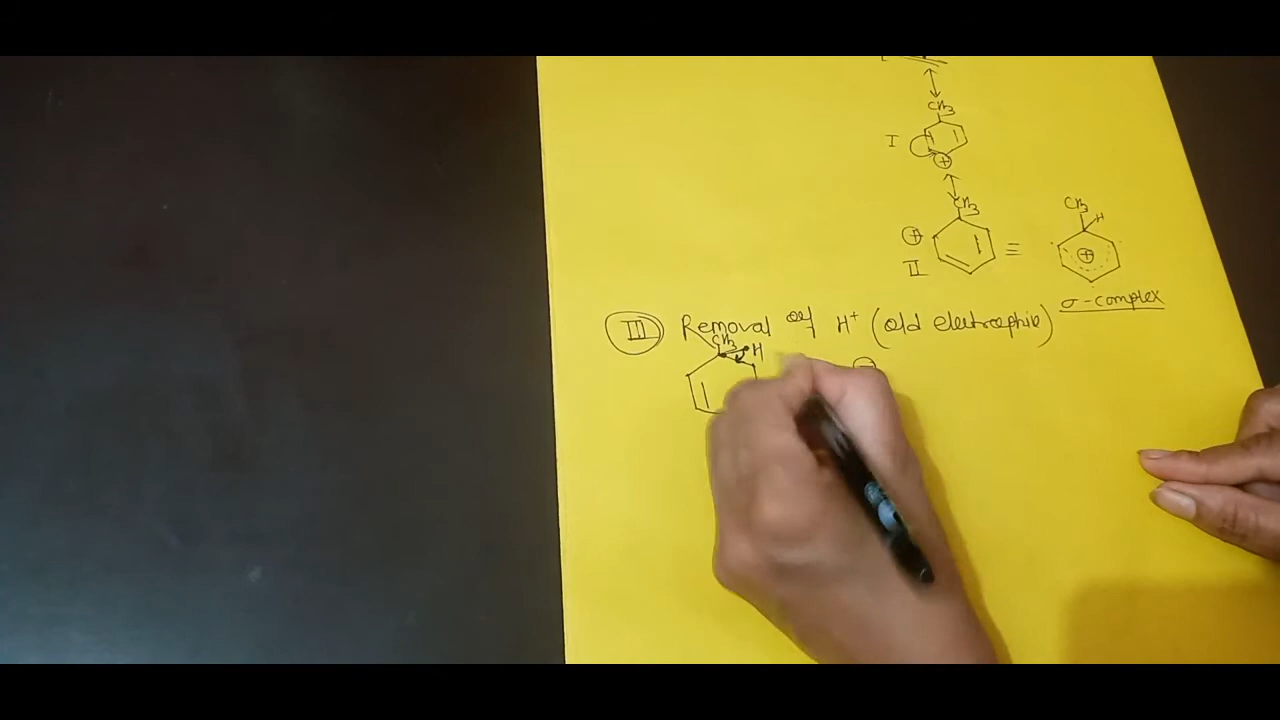 CH3
I
⊕
CH3
⊕
II
≡
CH3
H
⊕
σ-complex
III Removal of H+ (old electrophile)
CH3
H
⊖